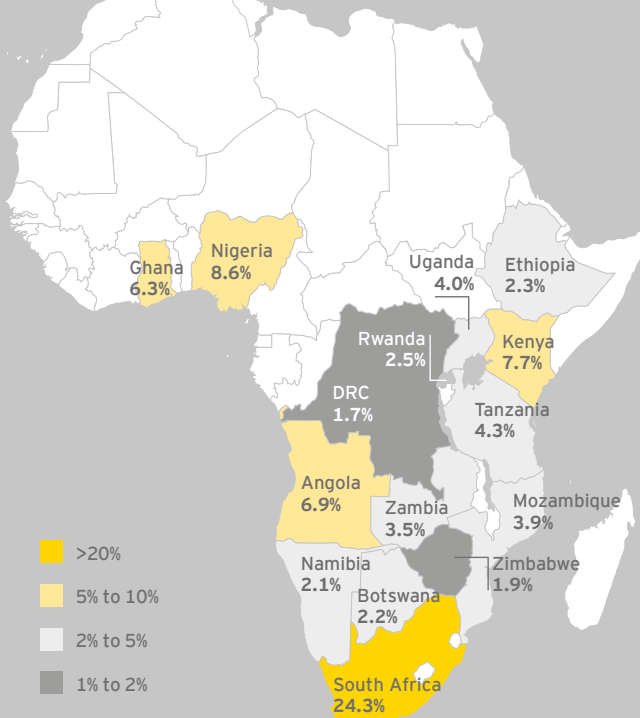 Ghana
6.3%
Nigeria
8.6%
Uganda
4.0%
Ethiopia
2.3%
Rwanda
2.5%
Kenya
7.7%
DRC
1.7%
Tanzania
4.3%
Angola
6.9%
Zambia
3.5%
Mozambique
3.9%
Namibia
2.1%
Botswana
2.2%
Zimbabwe
1.9%
South Africa
24.3%
>20%
5% to 10%
2% to 5%
1% to 2%